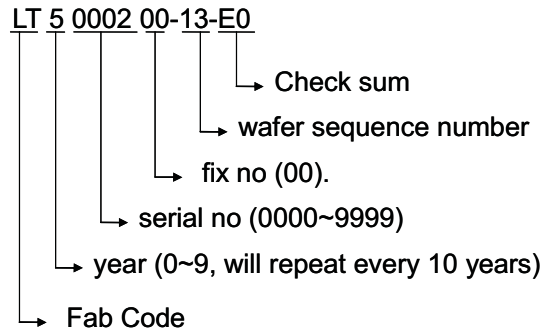 LT 5 0002 00-13-E0
Check sum
wafer sequence number
fix no (00).
serial no (0000~9999)
year (0~9, will repeat every 10 years)
Fab Code